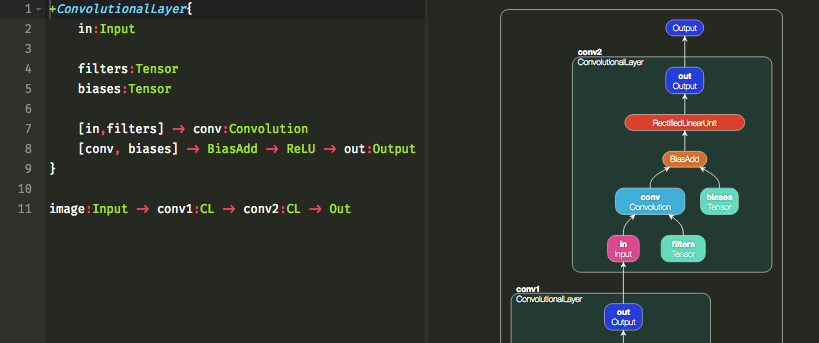 1 +ConvolutionalLayer{
2 in:Input
3
4 filters:Tensor
5 biases:Tensor
6
7 [in,filters] → conv:Convolution
8 [conv, biases] → BiasAdd → ReLU → out:Output
9 }
10
11 image:Input → conv1:CL → conv2:CL → Out
Output
conv2
ConvolutionalLayer
out
Output
RectifiedLinearUnit
BiasAdd
conv
Convolution
biases
Tensor
in
Input
filters
Tensor
conv1
ConvolutionalLayer
out
Output